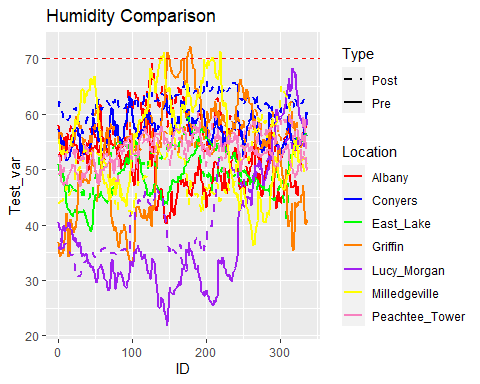 Humidity Comparison
Test_var
70
60
50
40
30
20
0
100
200
300
ID
Type
Post
Pre
Location
Albany
Conyers
East_Lake
Griffin
Lucy_Morgan
Milledgeville
Peachtee_Tower